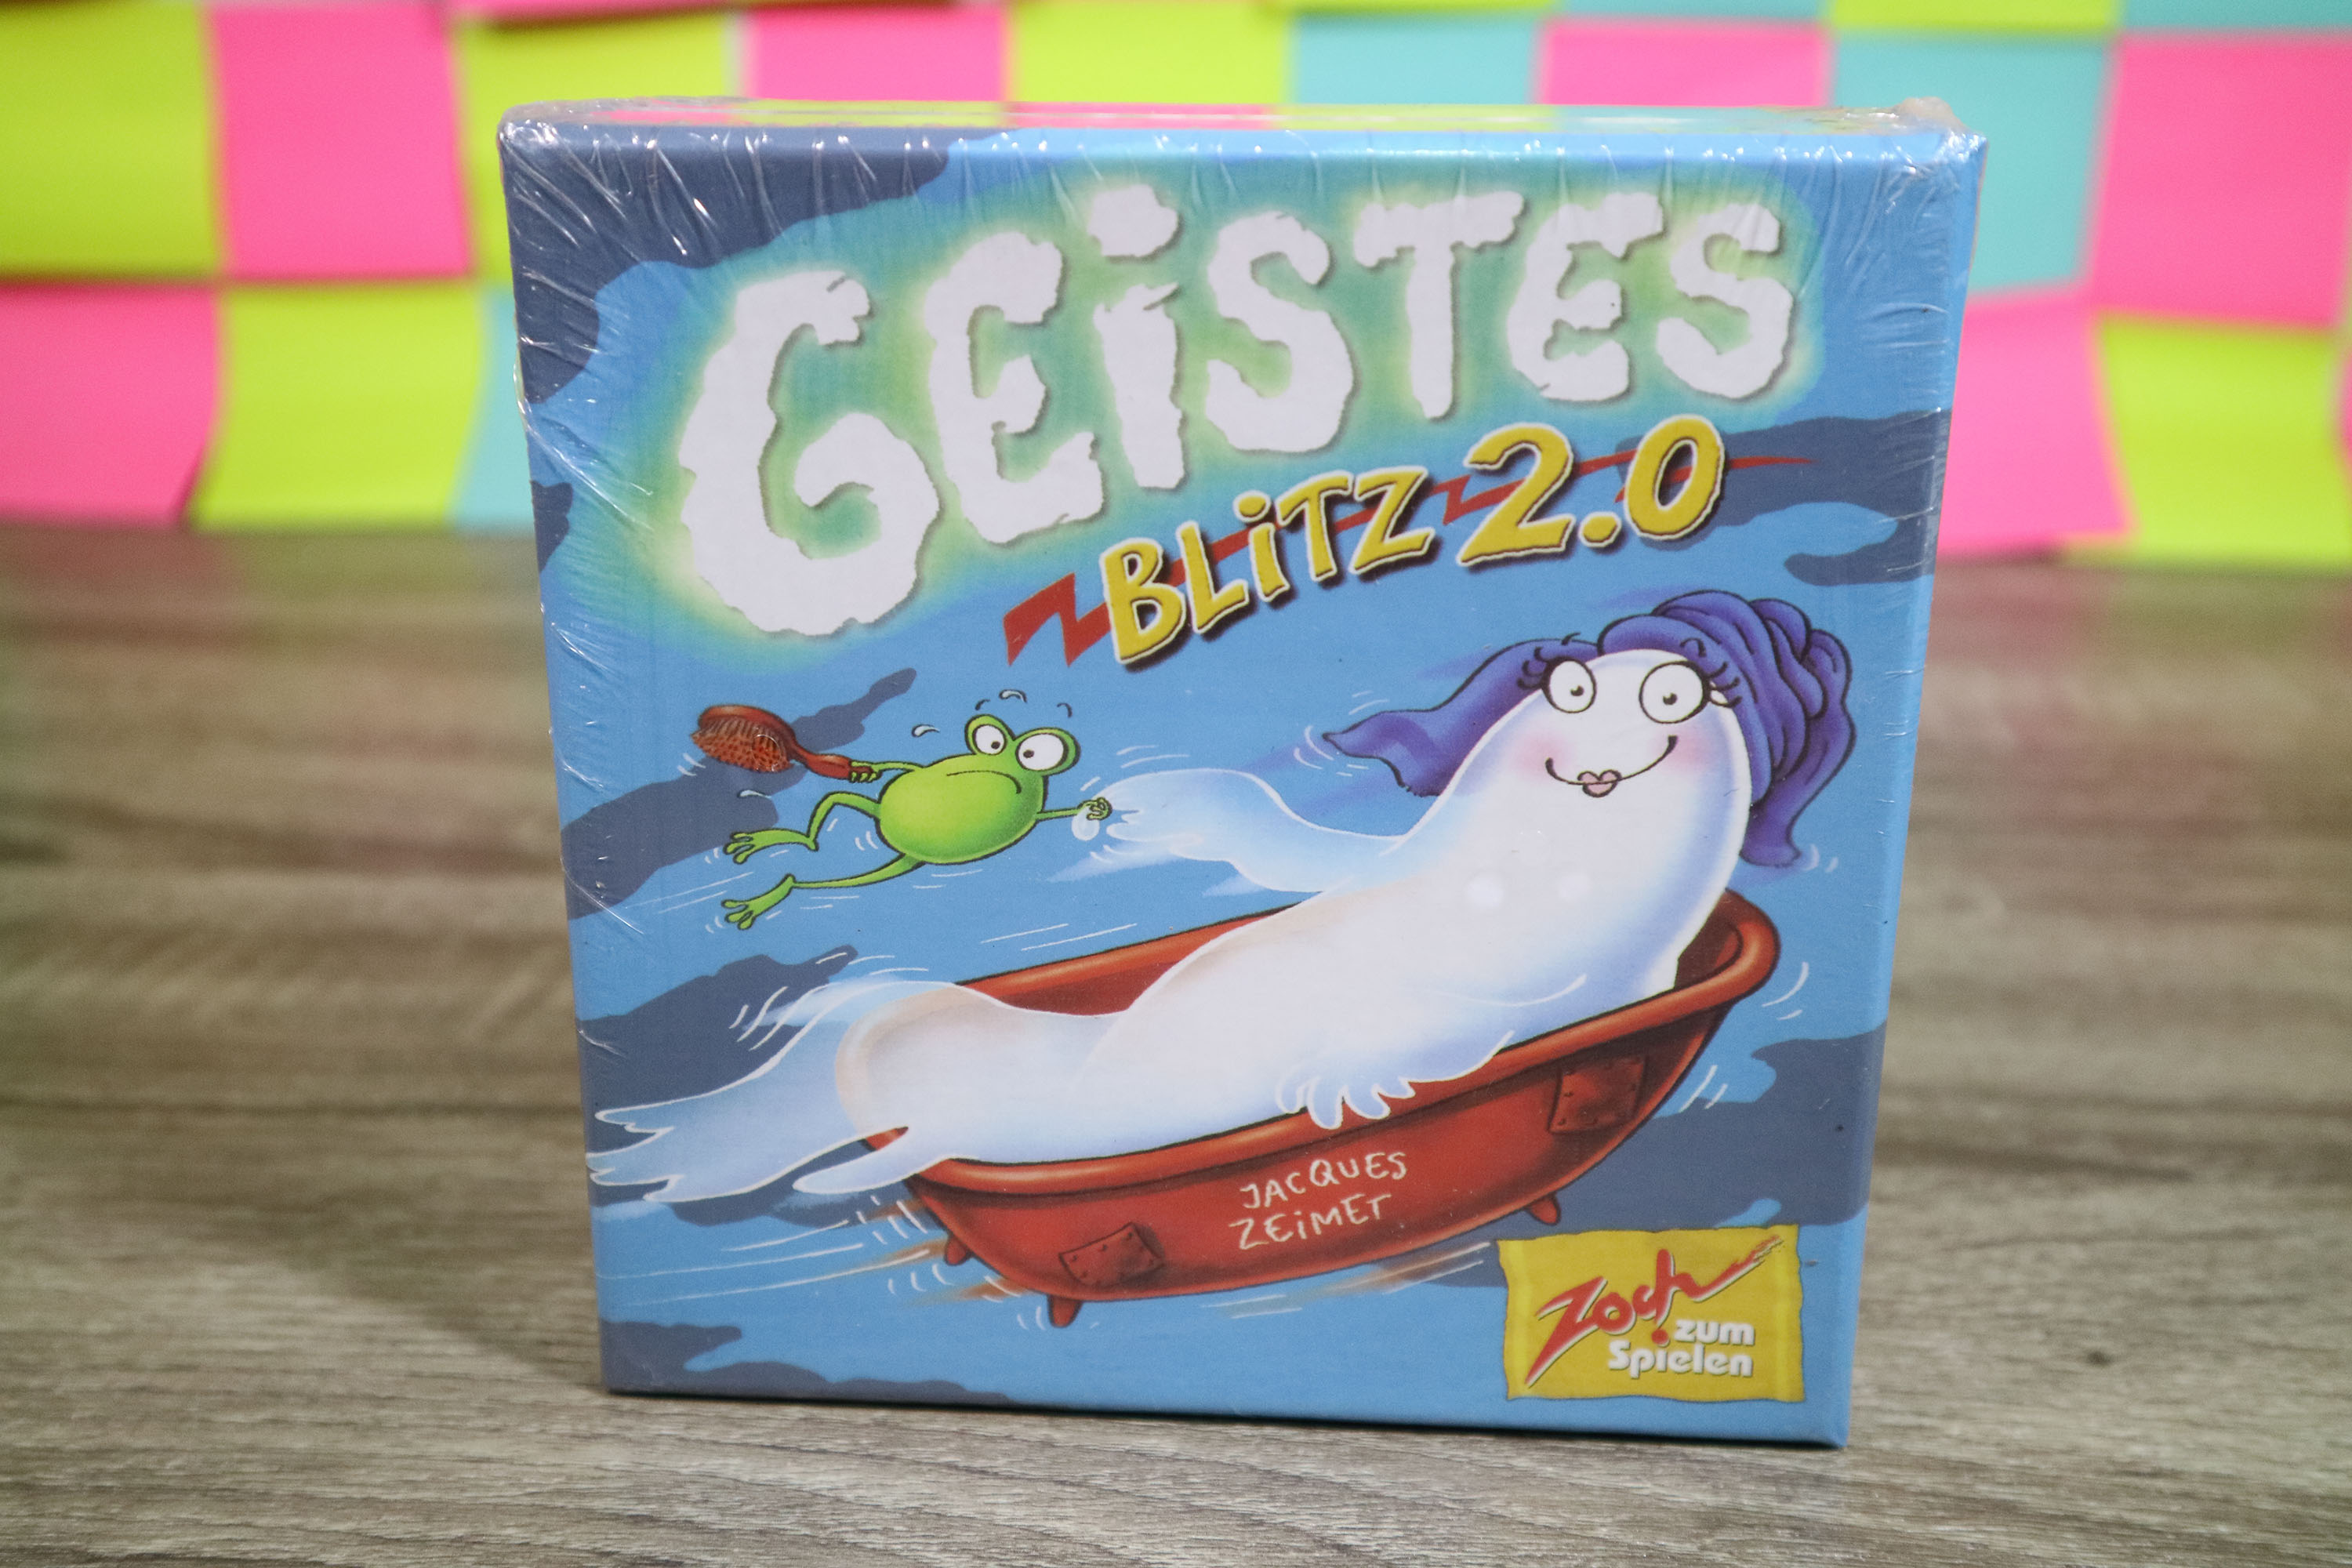 GEiSTES
BLiTZ 2.0
JACQUES
ZEiMET
Zoch
zum
Spielen